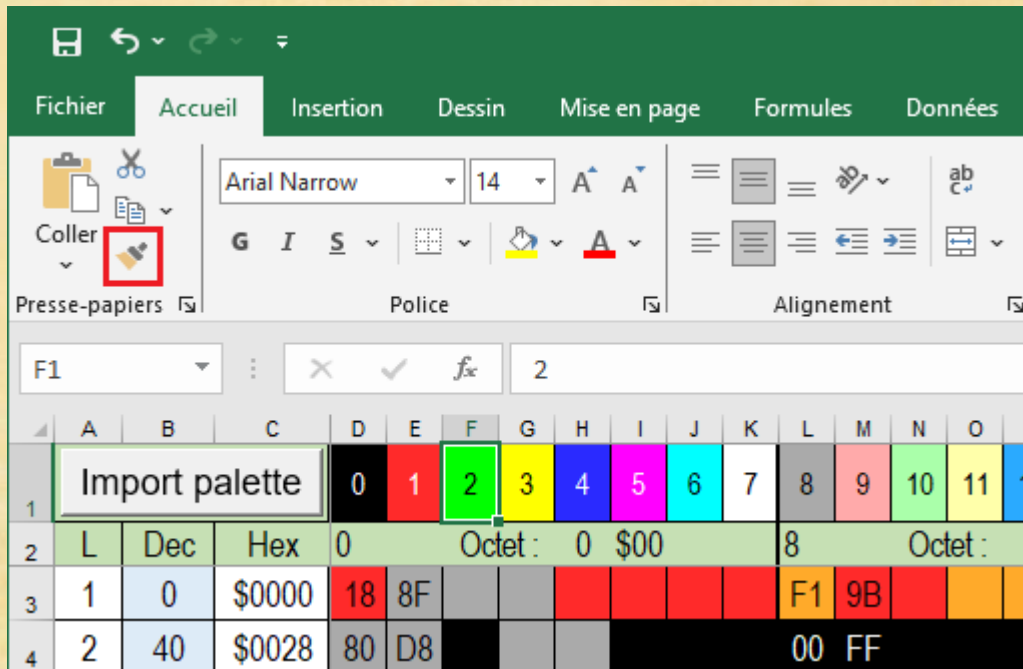 Fichier Accueil Insertion Dessin Mise en page Formules Données
Arial Narrow 14 A A ab
Coller G I S A
Presse-papiers Police Alignement
F1 fx 2
A B C D E F G H I J K L M N O
1 Import palette 0 1 2 3 4 5 6 7 8 9 10 11
2 L Dec Hex 0 Octet : 0 $00 8 Octet :
3 1 0 $0000 18 8F F1 9B
4 2 40 $0028 80 D8 00 FF